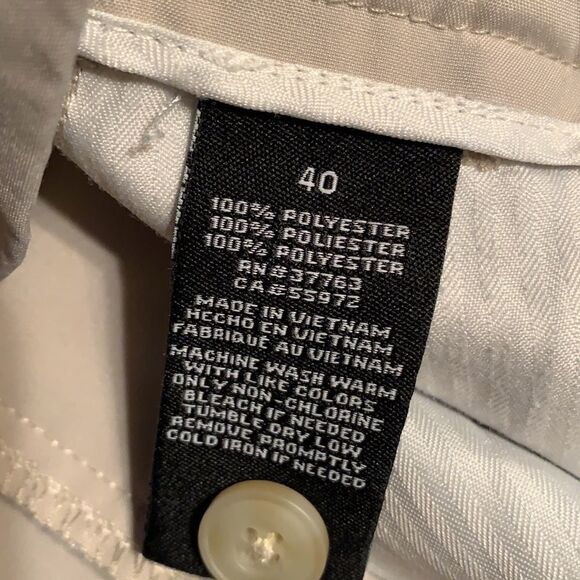 40
100% POLYESTER
100% POLIESTER
100% POLYESTER
RN#37763
CA#55972
MADE IN VIETNAM
HECHO EN VIETNAM
FABRIQUÉ AU VIETNAM
MACHINE WASH WARM
WITH LIKE COLORS
ONLY NON-CHLORINE
BLEACH IF NEEDED
TUMBLE DRY LOW
REMOVE PROMPTLY
COLD IRON IF NEEDED